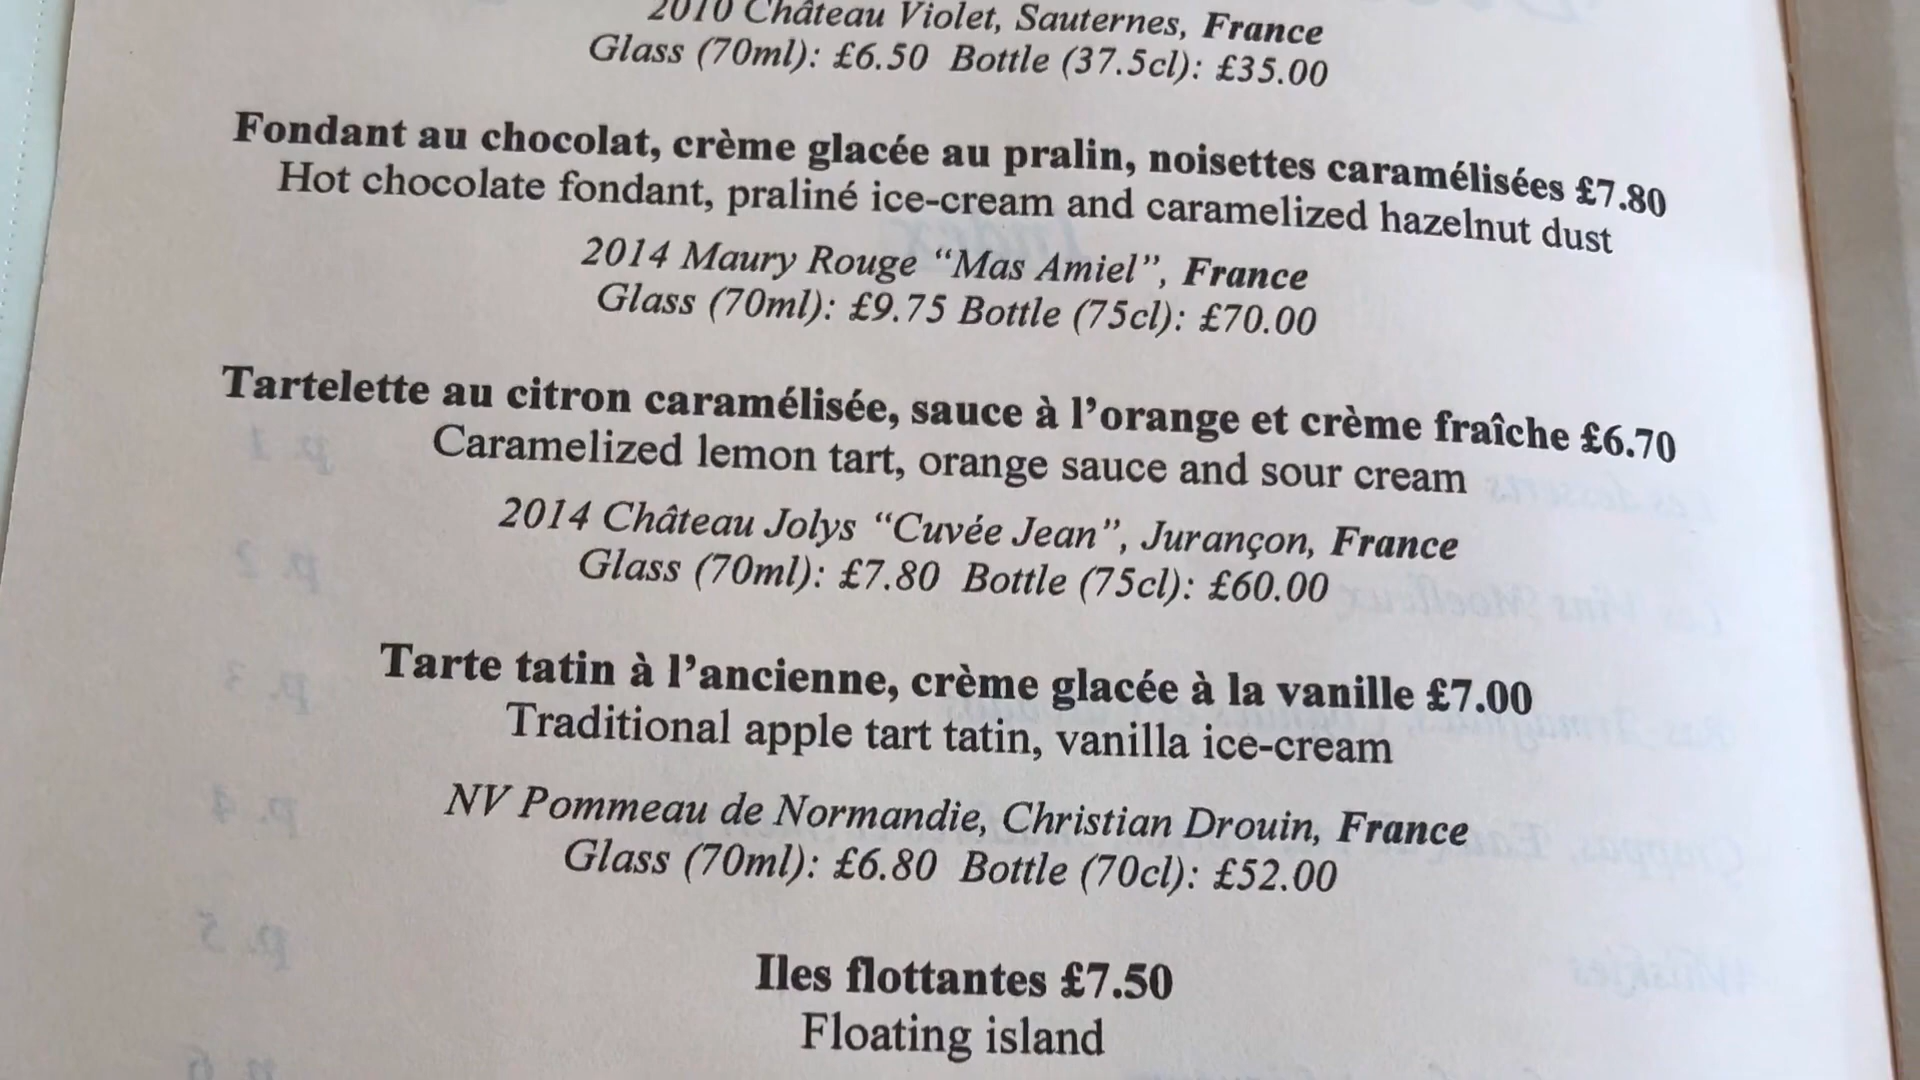 2010 Château Violet, Sauternes, France
Glass (70ml): £6.50 Bottle (37.5cl): £35.00
Fondant au chocolat, crème glacée au pralin, noisettes caramélisées £7.80
Hot chocolate fondant, praliné ice-cream and caramelized hazelnut dust
2014 Maury Rouge “Mas Amiel”, France
Glass (70ml): £9.75 Bottle (75cl): £70.00
Tartelette au citron caramélisée, sauce à l’orange et crème fraîche £6.70
Caramelized lemon tart, orange sauce and sour cream
2014 Château Jolys “Cuvée Jean”, Jurançon, France
Glass (70ml): £7.80 Bottle (75cl): £60.00
Tarte tatin à l’ancienne, crème glacée à la vanille £7.00
Traditional apple tart tatin, vanilla ice-cream
NV Pommeau de Normandie, Christian Drouin, France
Glass (70ml): £6.80 Bottle (70cl): £52.00
Iles flottantes £7.50
Floating island